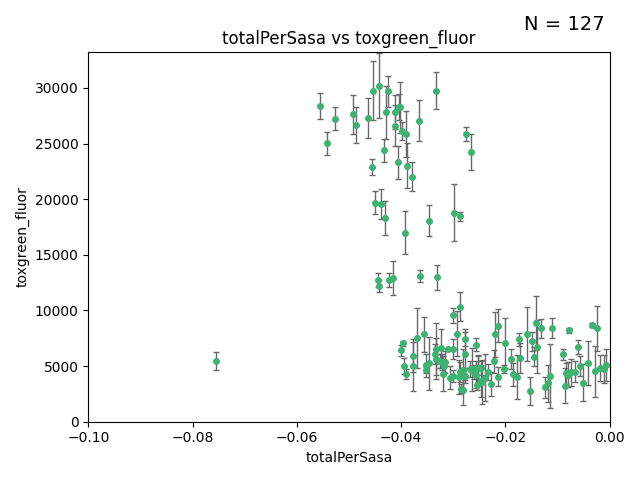 N = 127
totalPerSasa vs toxgreen_fluor
30000
25000
20000
15000
10000
5000
0
toxgreen_fluor
−0.10 −0.08 −0.06 −0.04 −0.02 0.00
totalPerSasa